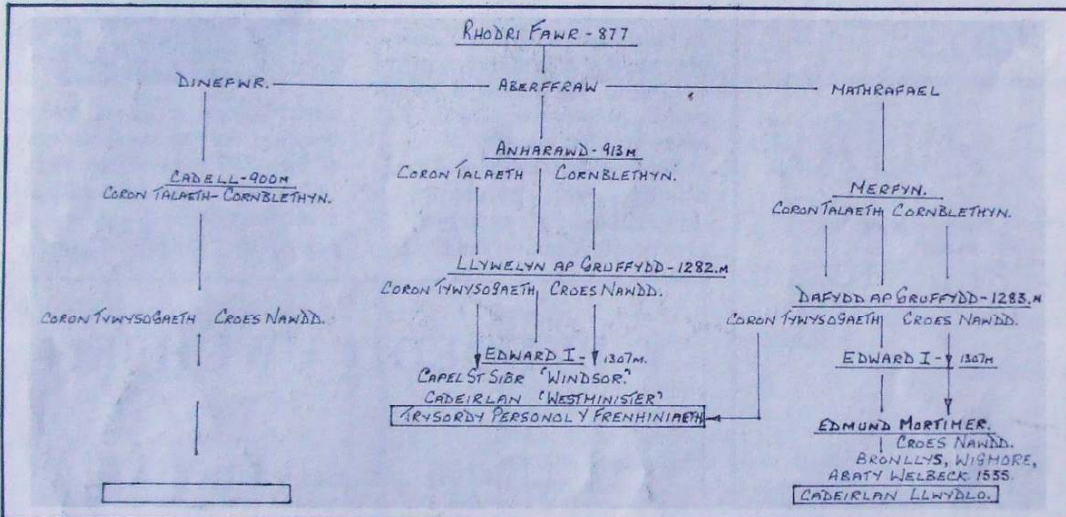 RHODRI FAWR - 877
DINEFWR. ABERFFRAW MATHRAFAEL
ANHARAWD - 913M
CORON TALAETH CORNBLETHYN.
CADELL - 900M
CORON TALAETH - CORNBLETHYN.
MERFYN.
CORON TALAETH CORNBLETHYN.
LLYWELYN AP GRUFFYDD - 1282.M
CORON TYWYSOGAETH CROES NAWDD.
DAFYDD AP GRUFFYDD - 1283.M
CORON TYWYSOGAETH CROES NAWDD.
CORON TYWYSOGAETH CROES NAWDD.
EDWARD I - 1307M.
CAPEL ST SIÔR "WINDSOR."
CADEIRLAN "WESTMINISTER"
TRYSORDY PERSONOL Y FRENHINIAETH
EDWARD I - 1307M
EDMUND MORTIMER.
CROES NAWDD.
BRONLLYS, WIGMORE,
ABATY WELBECK 1535.
CADEIRLAN LLWYDLO.